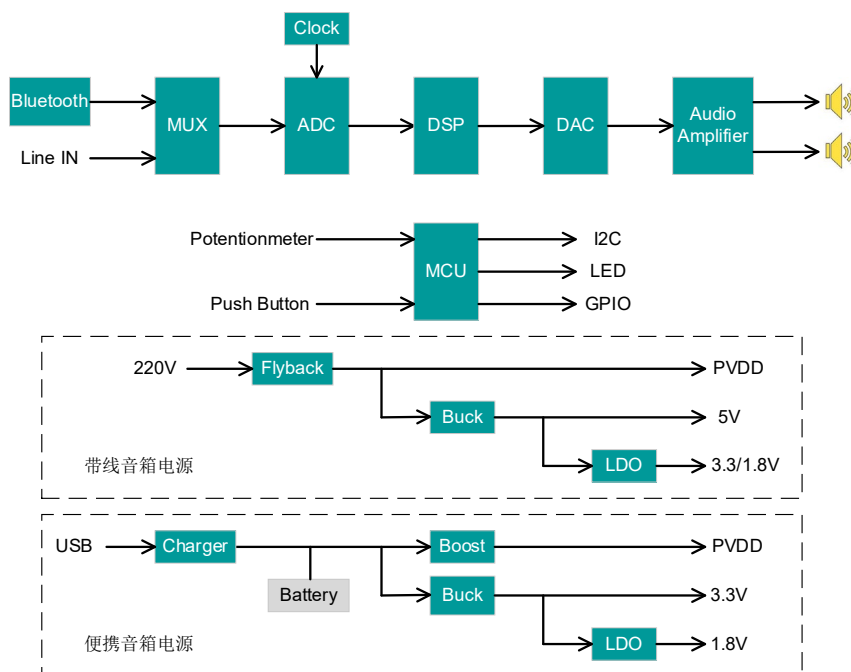 Clock
Bluetooth
MUX
ADC
DSP
DAC
Audio
Amplifier
Line IN
Potentionmeter
I2C
MCU
LED
Push Button
GPIO
220V
Flyback
PVDD
Buck
5V
带线音箱电源
LDO
3.3/1.8V
USB
Charger
Boost
PVDD
Battery
Buck
3.3V
便携音箱电源
LDO
1.8V